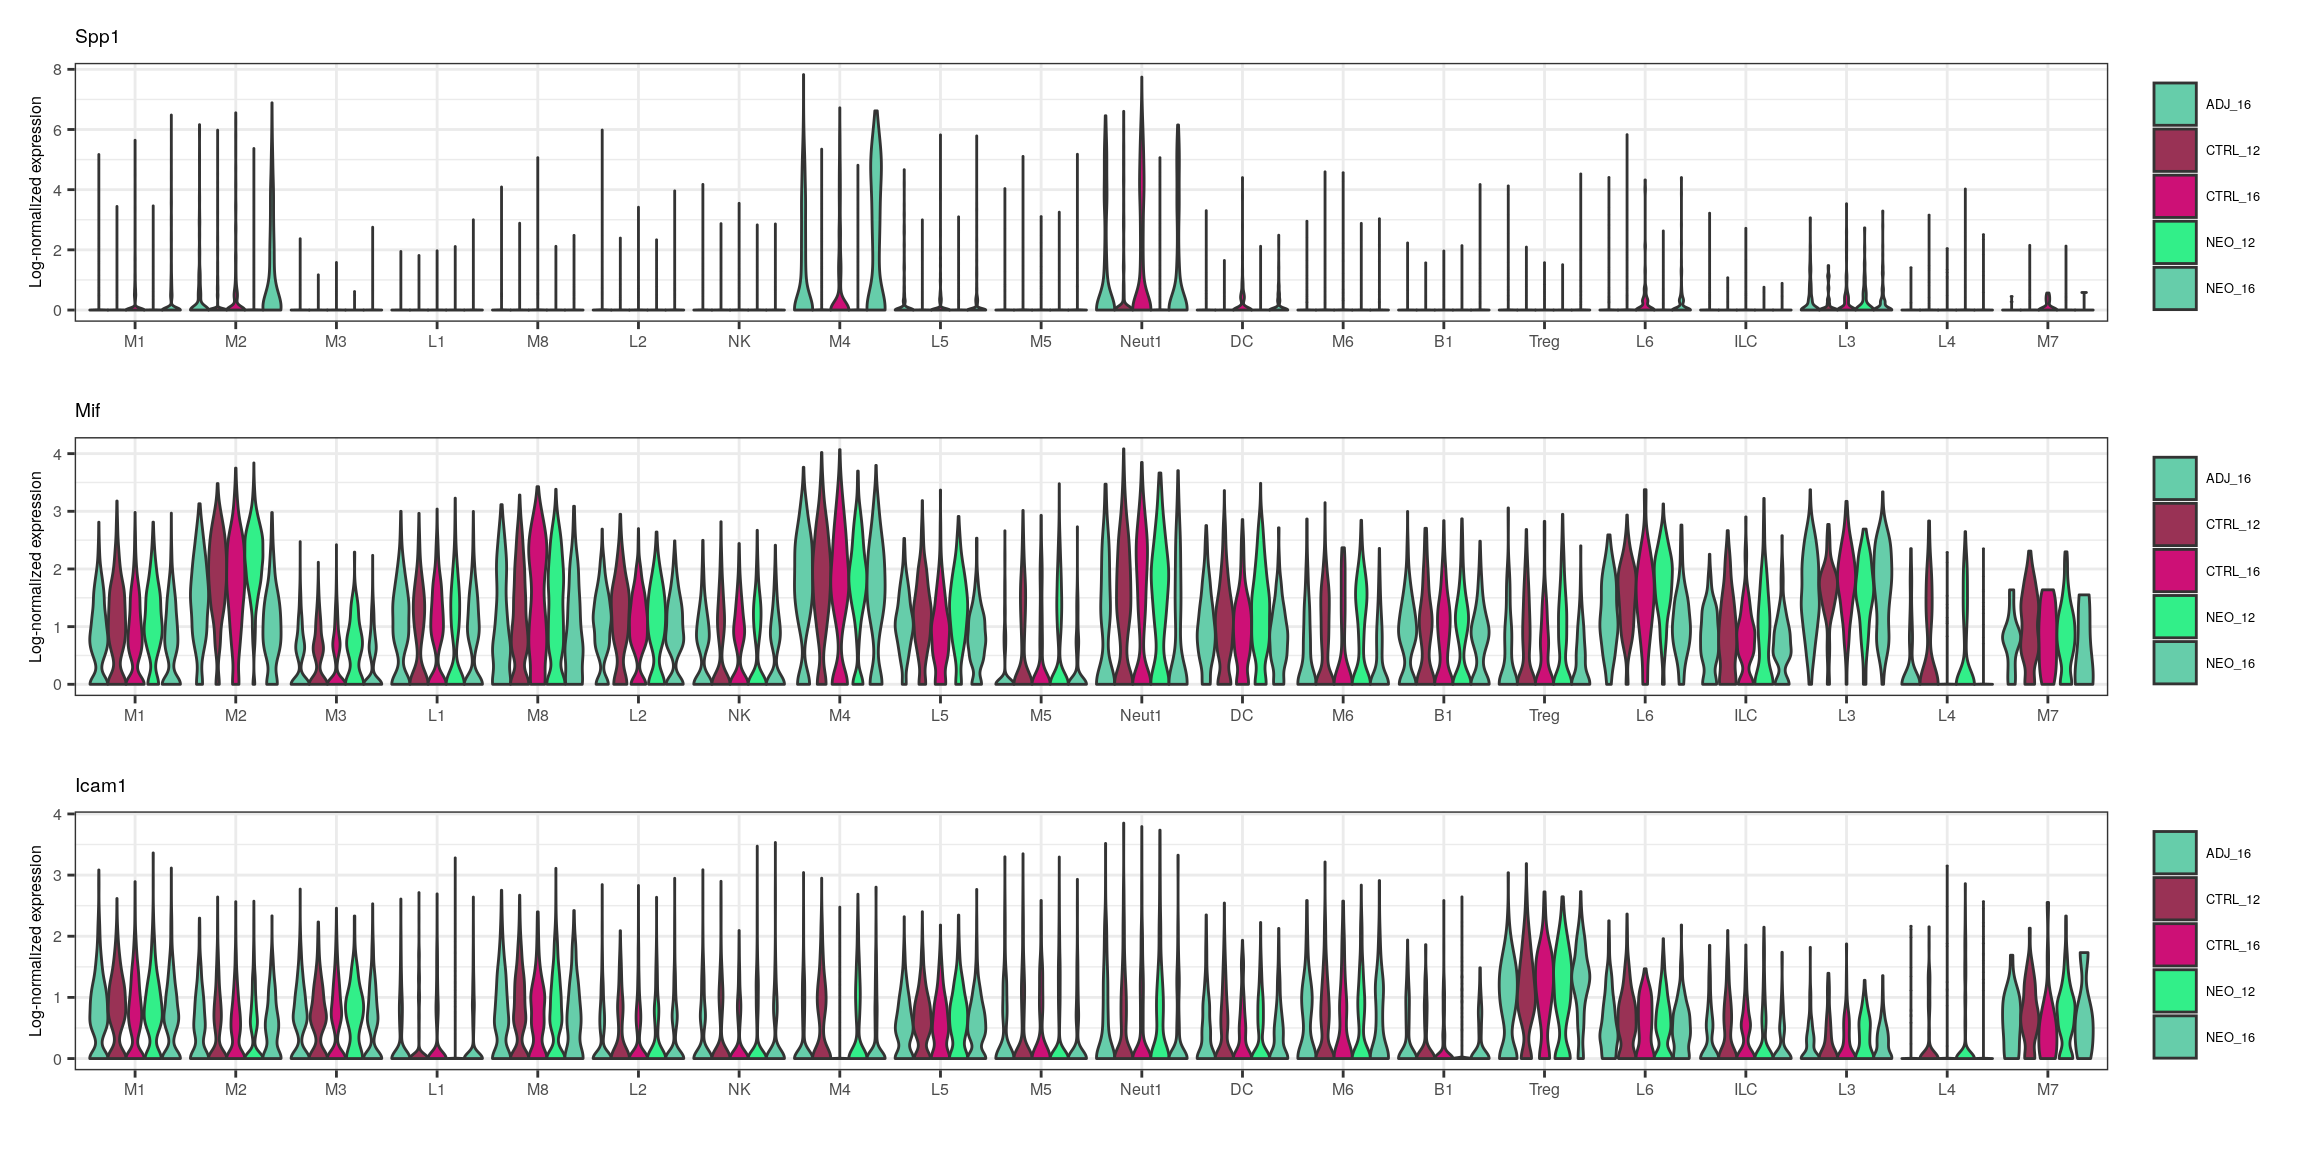 Spp1
Log-normalized expression
8
6
4
2
0
M1 M2 M3 L1 M8 L2 NK M4 L5 M5 Neut1 DC M6 B1 Treg L6 ILC L3 L4 M7
ADJ_16
CTRL_12
CTRL_16
NEO_12
NEO_16
Mif
Log-normalized expression
4
3
2
1
0
M1 M2 M3 L1 M8 L2 NK M4 L5 M5 Neut1 DC M6 B1 Treg L6 ILC L3 L4 M7
ADJ_16
CTRL_12
CTRL_16
NEO_12
NEO_16
Icam1
Log-normalized expression
4
3
2
1
0
M1 M2 M3 L1 M8 L2 NK M4 L5 M5 Neut1 DC M6 B1 Treg L6 ILC L3 L4 M7
ADJ_16
CTRL_12
CTRL_16
NEO_12
NEO_16